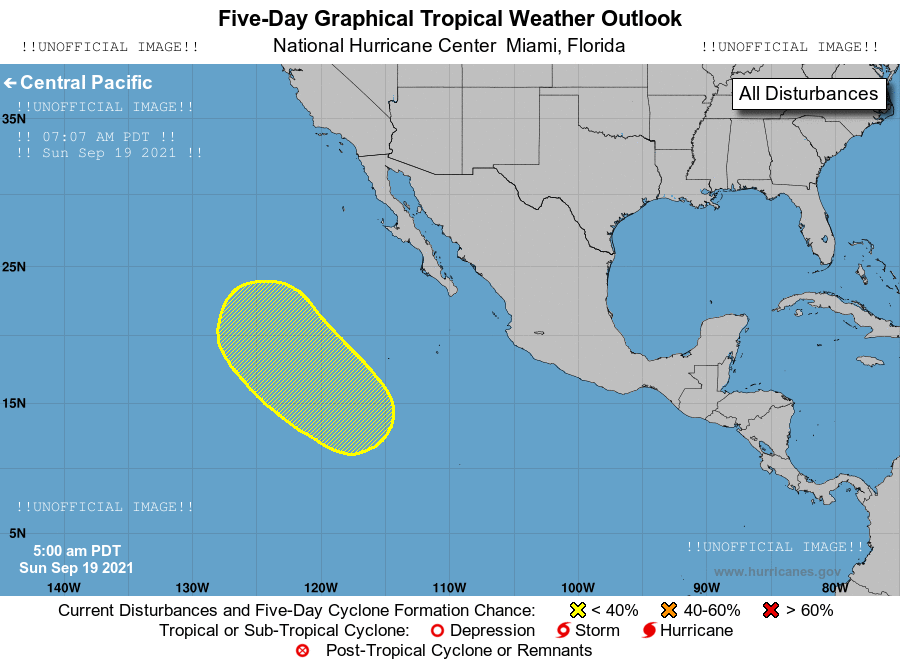 Five-Day Graphical Tropical Weather Outlook
!!UNOFFICIAL IMAGE!! National Hurricane Center Miami, Florida !!UNOFFICIAL IMAGE!!
Central Pacific
All Disturbances
!!UNOFFICIAL IMAGE!!
35N
!! 07:07 AM PDT !!
!! Sun Sep 19 2021 !!
25N
15N
!!UNOFFICIAL IMAGE!!
5N
5:00 am PDT
!!UNOFFICIAL IMAGE!!
Sun Sep 19 2021
www.hurricanes.gov
140W 130W 120W 110W 100W 90W 80W
Current Disturbances and Five-Day Cyclone Formation Chance: < 40% 40-60% > 60%
Tropical or Sub-Tropical Cyclone: Depression Storm Hurricane
Post-Tropical Cyclone or Remnants